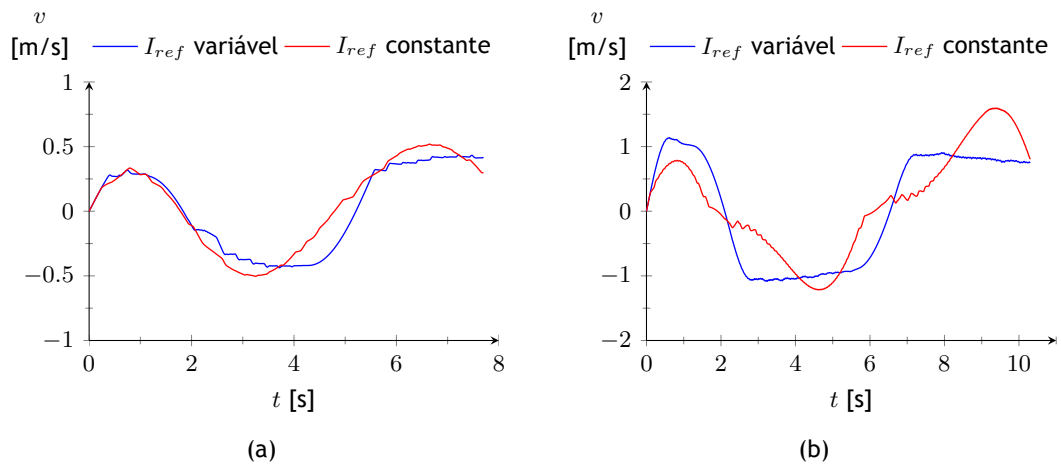 v
[m/s]
I_ref variável
I_ref constante
1
0.5
0
−0.5
−1
0 2 4 6 8
t [s]
(a)
v
[m/s]
I_ref variável
I_ref constante
2
1
0
−1
−2
0 2 4 6 8 10
t [s]
(b)